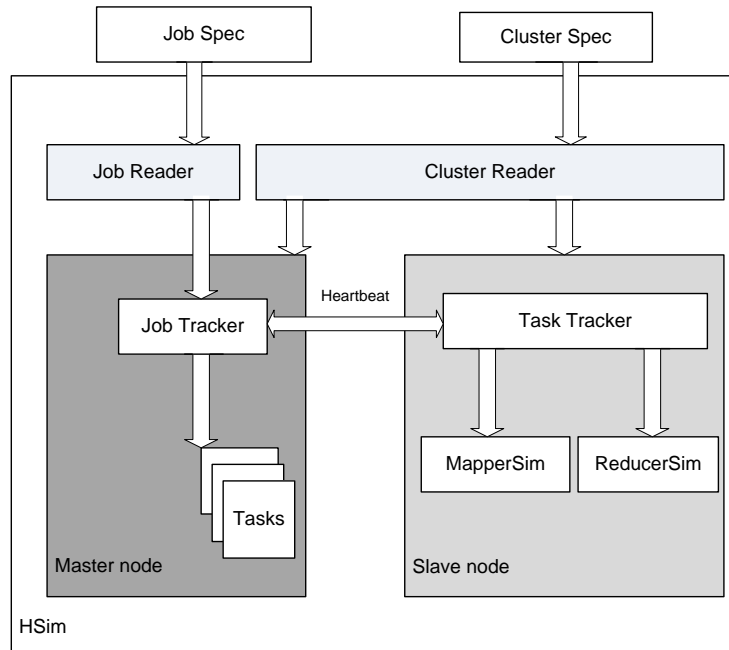 Job Spec
Cluster Spec
Job Reader
Cluster Reader
Heartbeat
Job Tracker
Task Tracker
MapperSim
ReducerSim
Tasks
Master node
Slave node
HSim